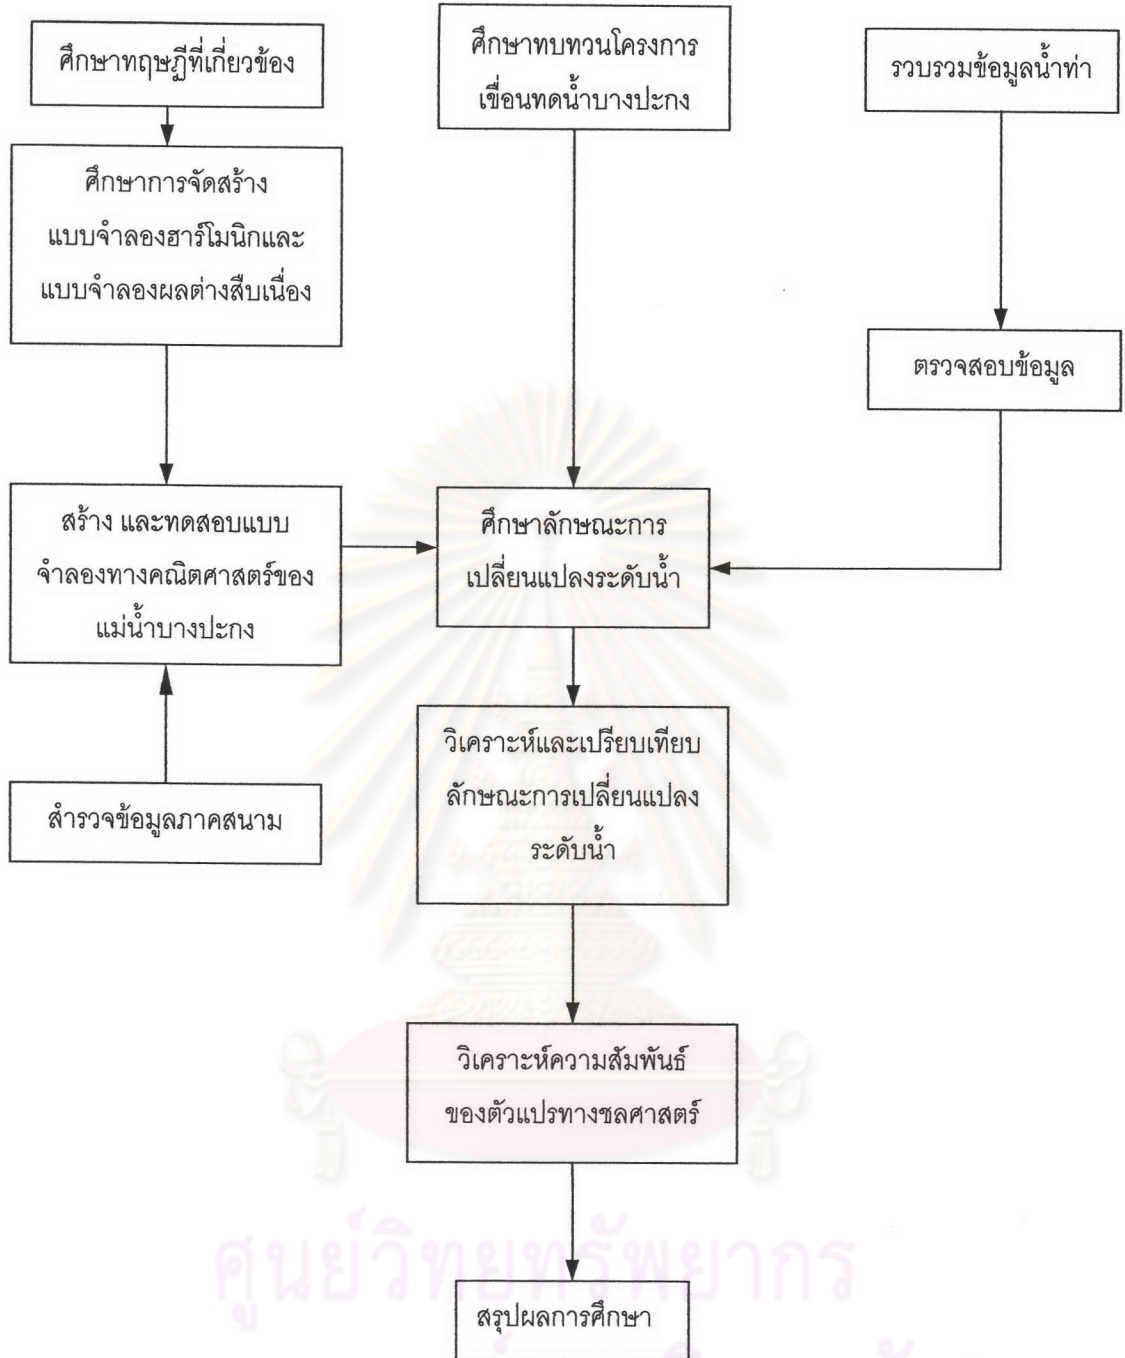 ศึกษาทฤษฎีที่เกี่ยวข้อง
ศึกษาทบทวนโครงการ
เขื่อนทดน้ำบางปะกง
รวบรวมข้อมูลน้ำท่า
ศึกษาการจัดสร้าง
แบบจำลองฮาร์โมนิกและ
แบบจำลองผลต่างสืบเนื่อง
ตรวจสอบข้อมูล
สร้าง และทดสอบแบบ
จำลองทางคณิตศาสตร์ของ
แม่น้ำบางปะกง
ศึกษาลักษณะการ
เปลี่ยนแปลงระดับน้ำ
สำรวจข้อมูลภาคสนาม
วิเคราะห์และเปรียบเทียบ
ลักษณะการเปลี่ยนแปลง
ระดับน้ำ
วิเคราะห์ความสัมพันธ์
ของตัวแปรทางชลศาสตร์
ศูนย์วิทยทรัพยากร
สรุปผลการศึกษา